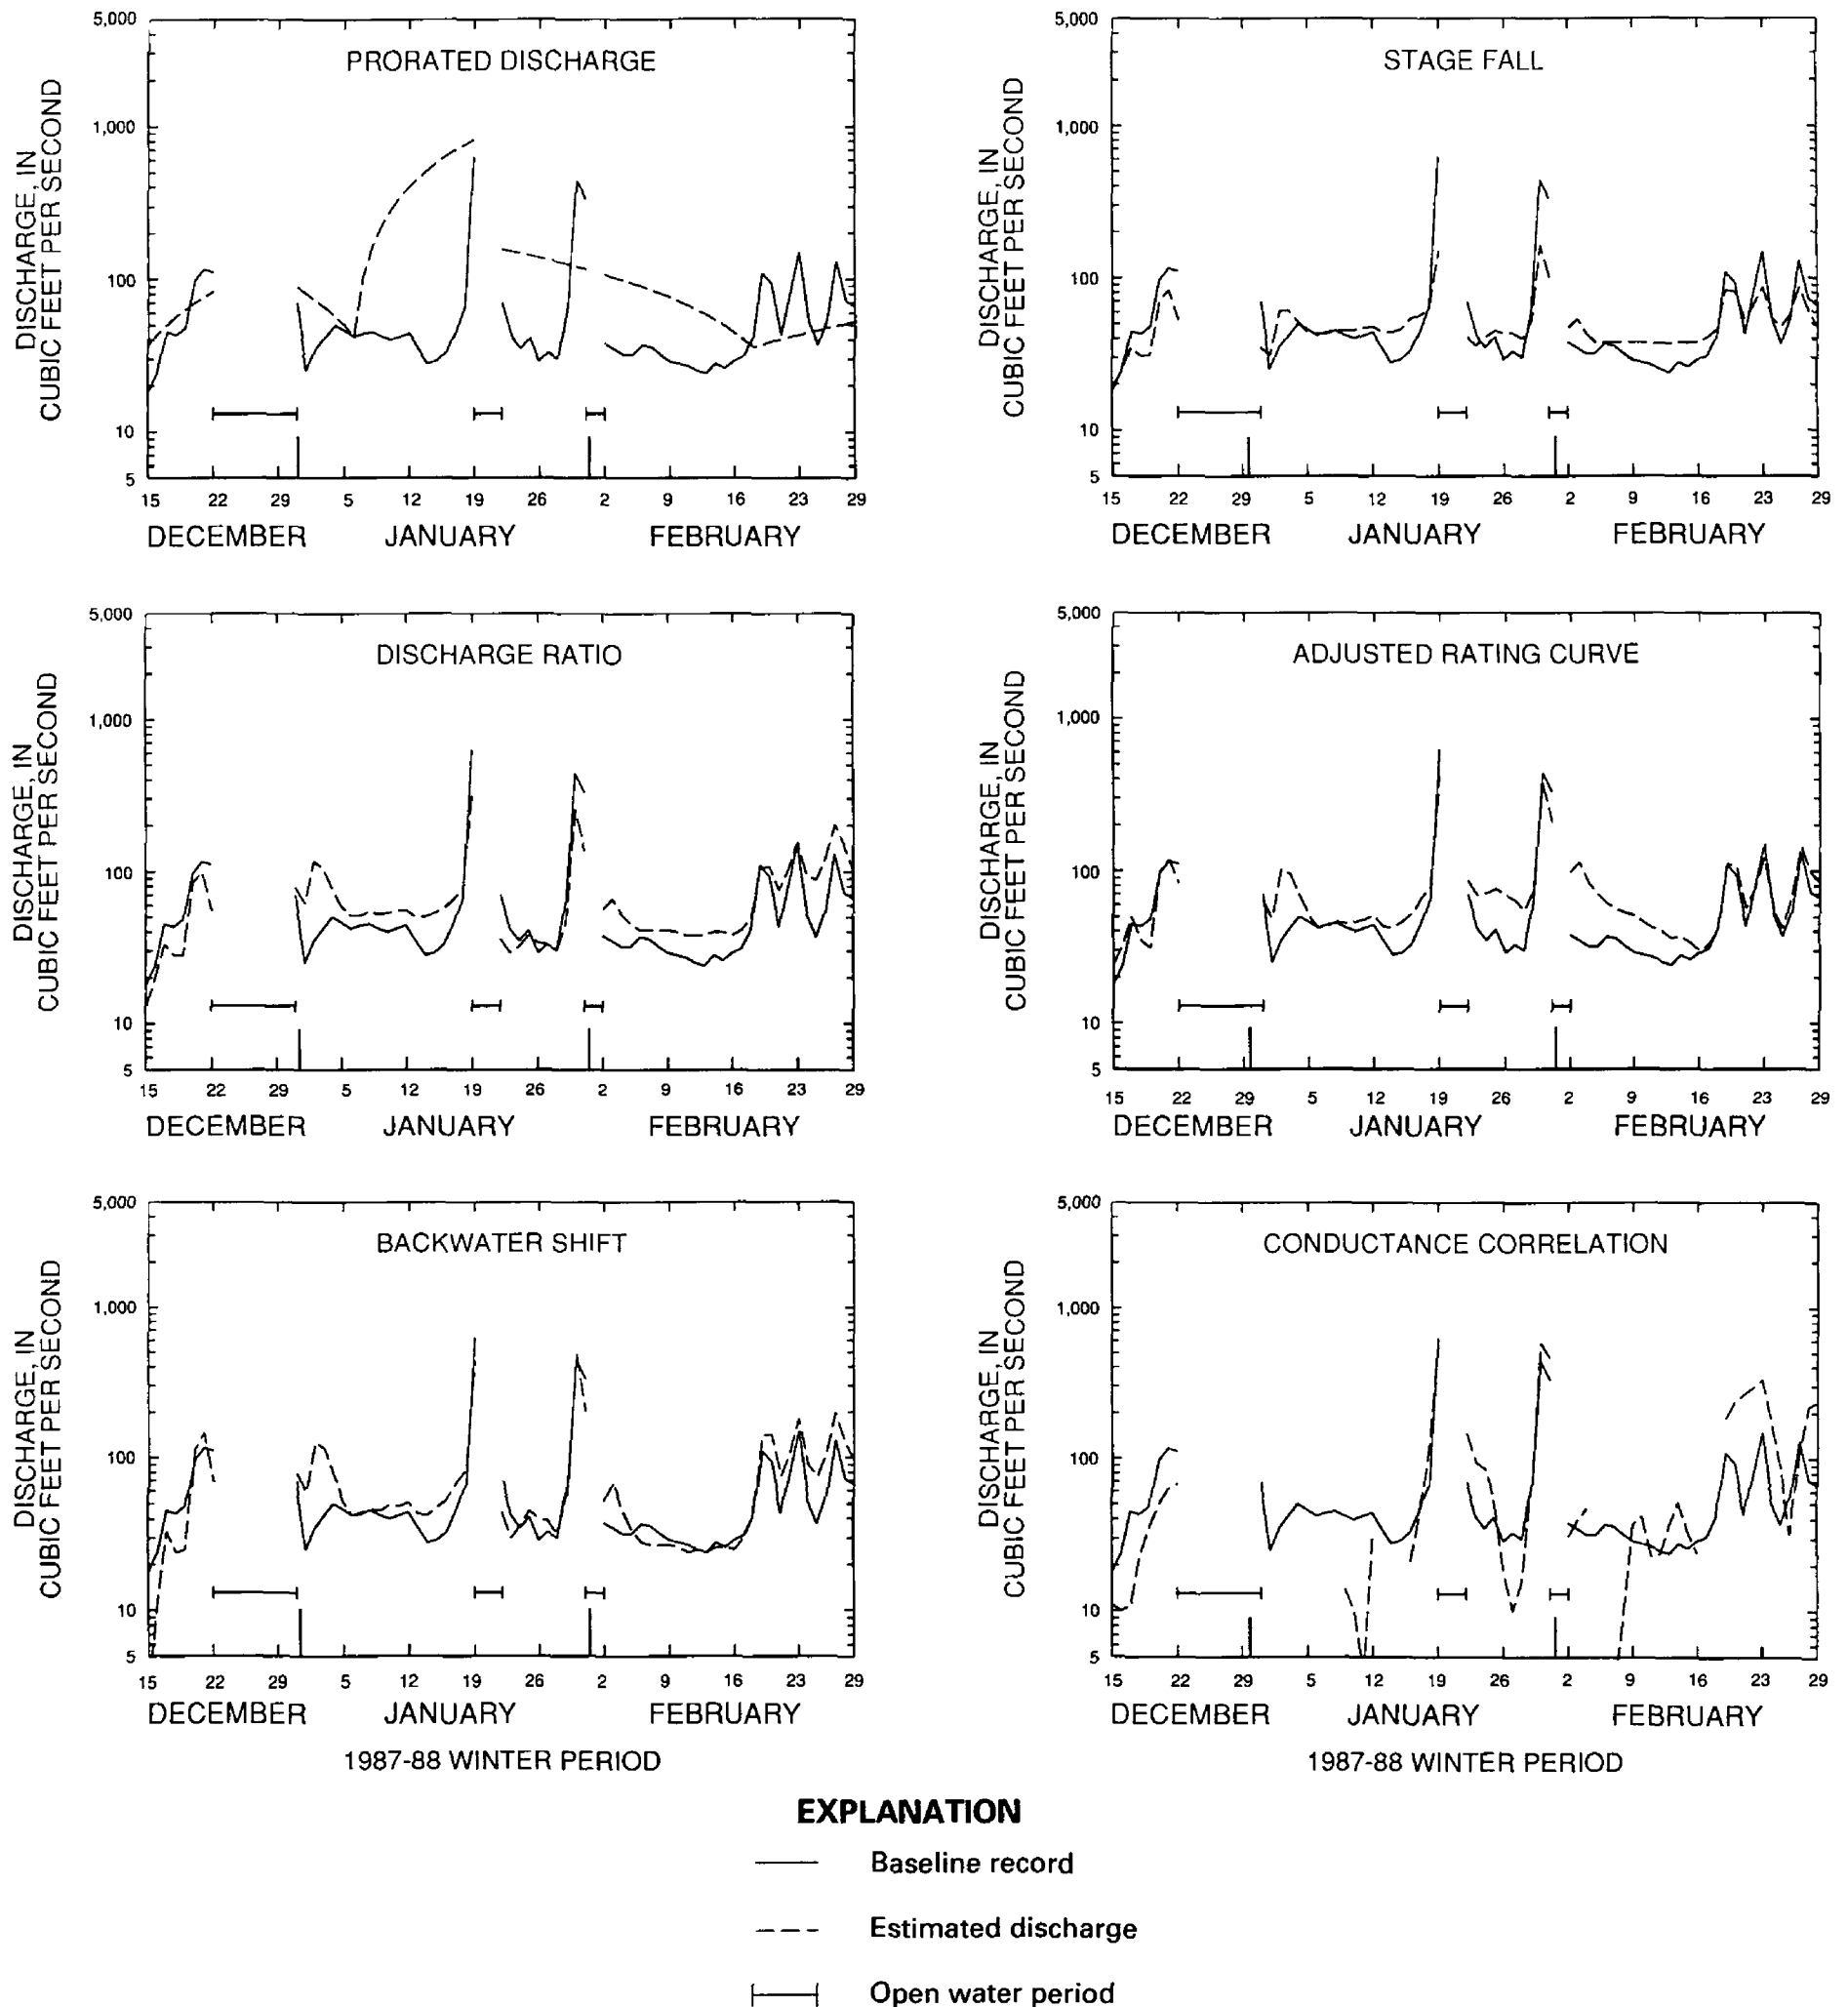 PRORATED DISCHARGE
DISCHARGE, IN
CUBIC FEET PER SECOND
5,000
1,000
100
10
5
15 22 29 5 12 19 26 2 9 16 23 29
DECEMBER JANUARY FEBRUARY
STAGE FALL
DISCHARGE, IN
CUBIC FEET PER SECOND
5,000
1,000
100
10
5
15 22 29 5 12 19 26 2 9 16 23 29
DECEMBER JANUARY FEBRUARY
DISCHARGE RATIO
DISCHARGE, IN
CUBIC FEET PER SECOND
5,000
1,000
100
10
5
15 22 29 5 12 19 26 2 9 16 23 29
DECEMBER JANUARY FEBRUARY
ADJUSTED RATING CURVE
DISCHARGE, IN
CUBIC FEET PER SECOND
5,000
1,000
100
10
5
15 22 29 5 12 19 26 2 9 16 23 29
DECEMBER JANUARY FEBRUARY
BACKWATER SHIFT
DISCHARGE, IN
CUBIC FEET PER SECOND
5,000
1,000
100
10
5
15 22 29 5 12 19 26 2 9 16 23 29
DECEMBER JANUARY FEBRUARY
1987-88 WINTER PERIOD
CONDUCTANCE CORRELATION
DISCHARGE, IN
CUBIC FEET PER SECOND
5,000
1,000
100
10
5
15 22 29 5 12 19 26 2 9 16 23 29
DECEMBER JANUARY FEBRUARY
1987-88 WINTER PERIOD
EXPLANATION
Baseline record
Estimated discharge
Open water period